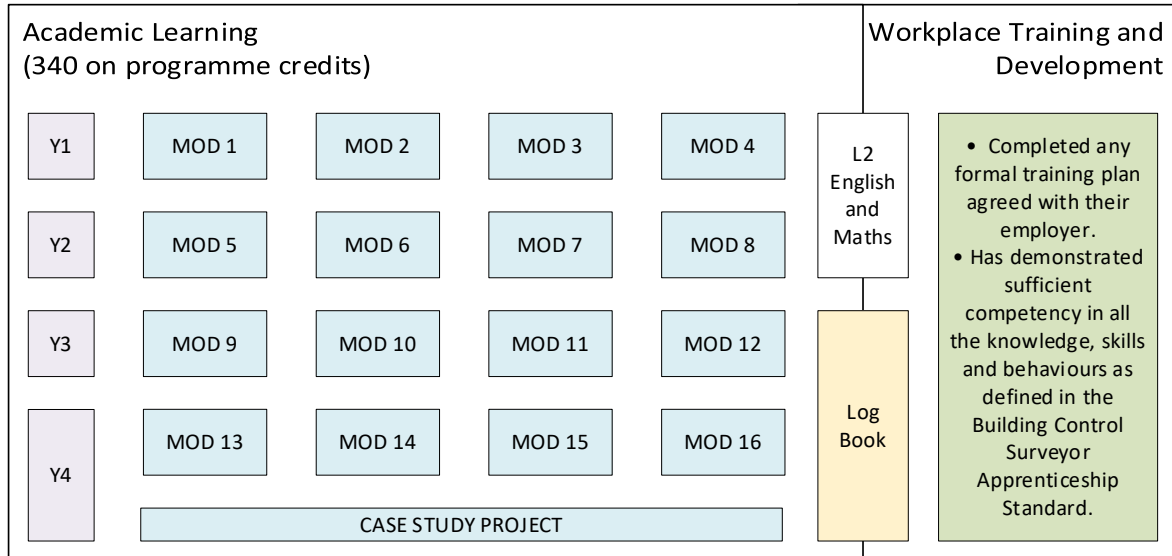 Academic Learning
(340 on programme credits)
Workplace Training and
Development
Y1
MOD 1
MOD 2
MOD 3
MOD 4
Y2
MOD 5
MOD 6
MOD 7
MOD 8
Y3
MOD 9
MOD 10
MOD 11
MOD 12
Y4
MOD 13
MOD 14
MOD 15
MOD 16
CASE STUDY PROJECT
L2
English
and
Maths
Log
Book
• Completed any
formal training plan
agreed with their
employer.
• Has demonstrated
sufficient
competency in all
the knowledge, skills
and behaviours as
defined in the
Building Control
Surveyor
Apprenticeship
Standard.